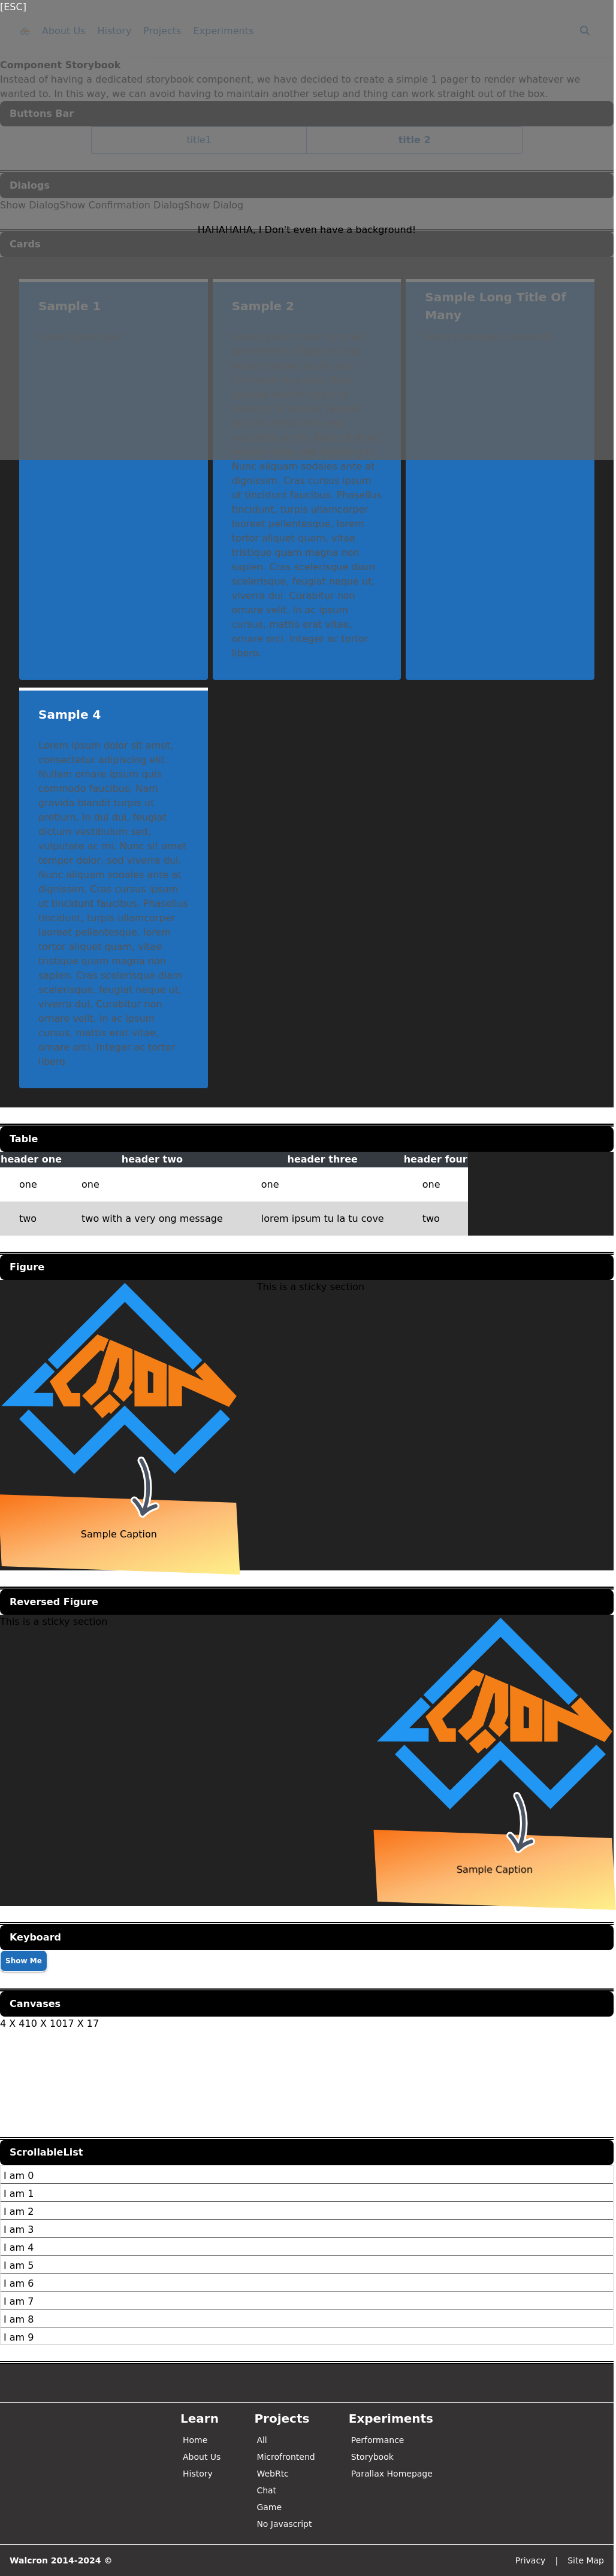 [ESC]
About Us History Projects Experiments
Component Storybook
Instead of having a dedicated storybook component, we have decided to create a simple 1 pager to render whatever we
wanted to. In this way, we can avoid having to maintain another setup and thing can work straight out of the box.
Buttons Bar
title1 title 2
Dialogs
Show DialogShow Confirmation DialogShow Dialog
HAHAHAHA, I Don't even have a background!
Cards
Sample 1
Sample 2
Sample Long Title Of
Many
Nunc aliquam sodales ante at
dignissim. Cras cursus ipsum
ut tincidunt faucibus. Phasellus
tincidunt, turpis ullamcorper
laoreet pellentesque, lorem
tortor aliquet quam, vitae
tristique quam magna non
sapien. Cras scelerisque diam
scelerisque, feugiat neque ut,
viverra dui. Curabitur non
ornare velit. In ac ipsum
cursus, mattis erat vitae,
ornare orci. Integer ac tortor
libero.
Sample 4
Lorem ipsum dolor sit amet,
consectetur adipiscing elit.
Nullam ornare ipsum quis
commodo faucibus. Nam
gravida blandit turpis ut
pretium. In dui dui, feugiat
dictum vestibulum sed,
vulputate ac mi. Nunc sit amet
tempor dolor, sed viverra dui.
Nunc aliquam sodales ante at
dignissim. Cras cursus ipsum
ut tincidunt faucibus. Phasellus
tincidunt, turpis ullamcorper
laoreet pellentesque, lorem
tortor aliquet quam, vitae
tristique quam magna non
sapien. Cras scelerisque diam
scelerisque, feugiat neque ut,
viverra dui. Curabitur non
ornare velit. In ac ipsum
cursus, mattis erat vitae,
ornare orci. Integer ac tortor
libero.
Table
header one header two header three header four
one one one one
two two with a very ong message lorem ipsum tu la tu cove two
Figure
This is a sticky section
Sample Caption
Reversed Figure
This is a sticky section
Sample Caption
Keyboard
Show Me
Canvases
4 X 410 X 1017 X 17
ScrollableList
I am 0
I am 1
I am 2
I am 3
I am 4
I am 5
I am 6
I am 7
I am 8
I am 9
Learn Projects Experiments
Home All Performance
About Us Microfrontend Storybook
History WebRtc Parallax Homepage
Chat
Game
No Javascript
Walcron 2014-2024 © Privacy | Site Map